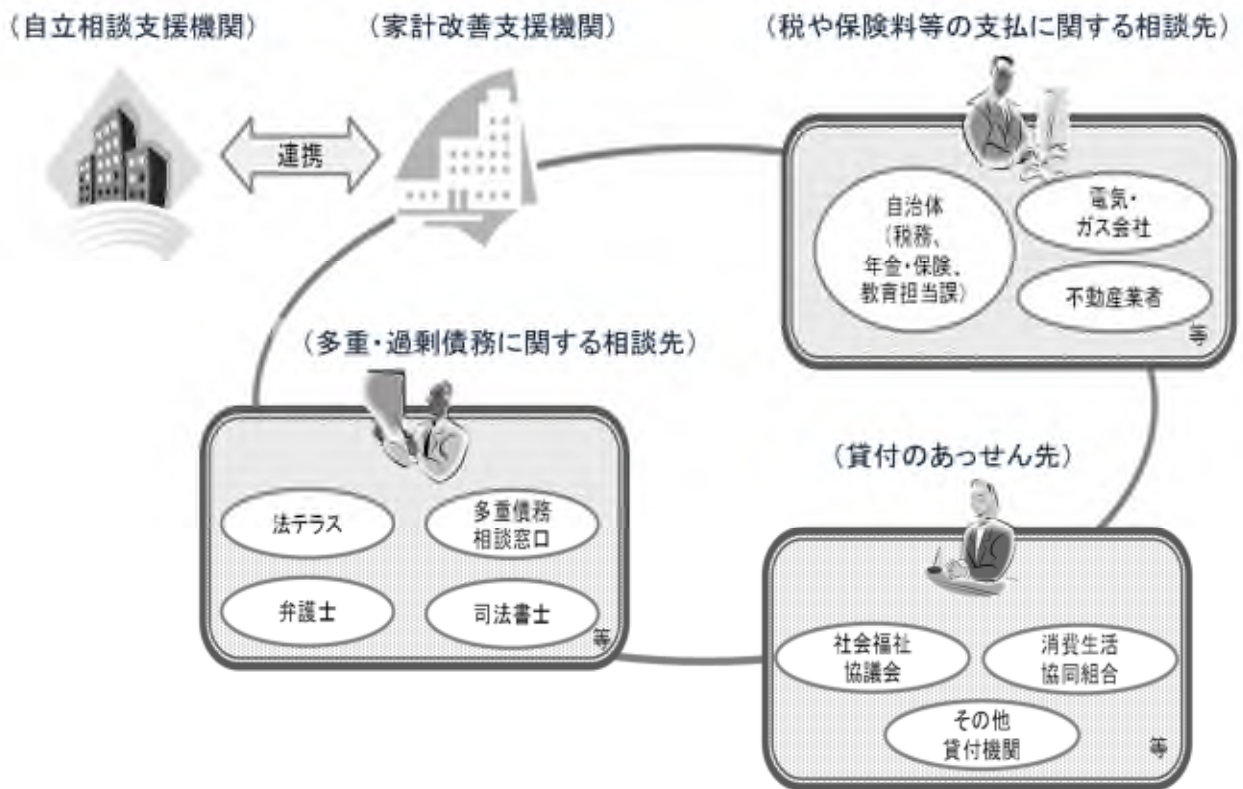 (自立相談支援機関)
(家計改善支援機関)
(税や保険料等の支払に関する相談先)
連携
自治体
(税務、
年金・保険、
教育担当課)
電気・
ガス会社
不動産業者
等
(多重・過剰債務に関する相談先)
法テラス
多重債務
相談窓口
弁護士
司法書士
等
(貸付のあっせん先)
社会福祉
協議会
消費生活
協同組合
その他
貸付機関
等